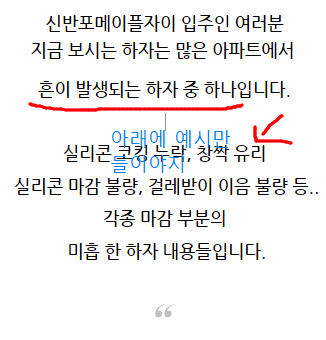 신반포메이플자이 입주인 여러분
지금 보시는 하자는 많은 아파트에서
흔이 발생되는 하자 중 하나입니다.
아래에 예시만
들이야지
실리콘 코킹 누락, 창짝 유리
실리콘 마감 불량, 걸레받이 이음 불량 등..
각종 마감 부분의
미흡 한 하자 내용들입니다.
“